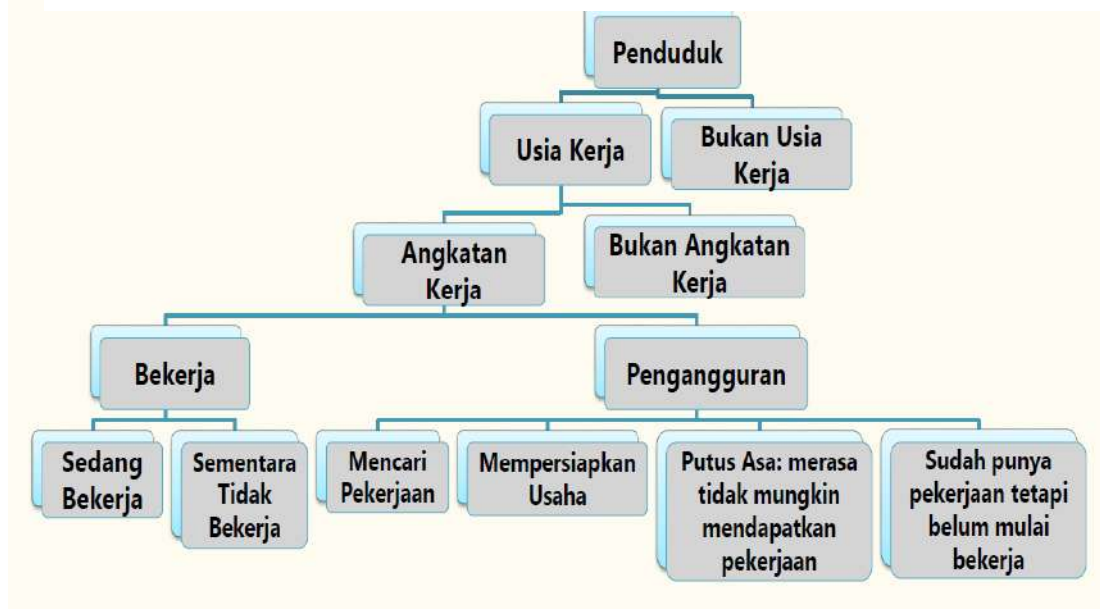 Penduduk
Usia Kerja
Bukan Usia
Kerja
Angkatan
Kerja
Bukan Angkatan
Kerja
Bekerja
Pengangguran
Sedang
Bekerja
Sementara
Tidak
Bekerja
Mencari
Pekerjaan
Mempersiapkan
Usaha
Putus Asa: merasa
tidak mungkin
mendapatkan
pekerjaan
Sudah punya
pekerjaan tetapi
belum mulai
bekerja